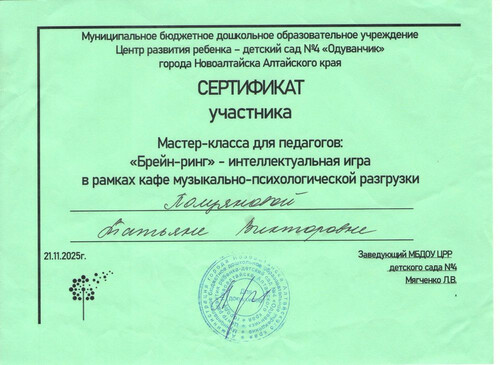 Муниципальное бюджетное дошкольное образовательное учреждение
Центр развития ребенка – детский сад №4 «Одуванчик»
города Новоалтайска Алтайского края
СЕРТИФИКАТ
участника
Мастер-класса для педагогов:
«Брейн-ринг» - интеллектуальная игра
в рамках кафе музыкально-психологической разгрузки
Татьяне Викторовне
21.11.2025г.
Заведующий МБДОУ ЦРР
детского сада №4
Мягченко Л.В.